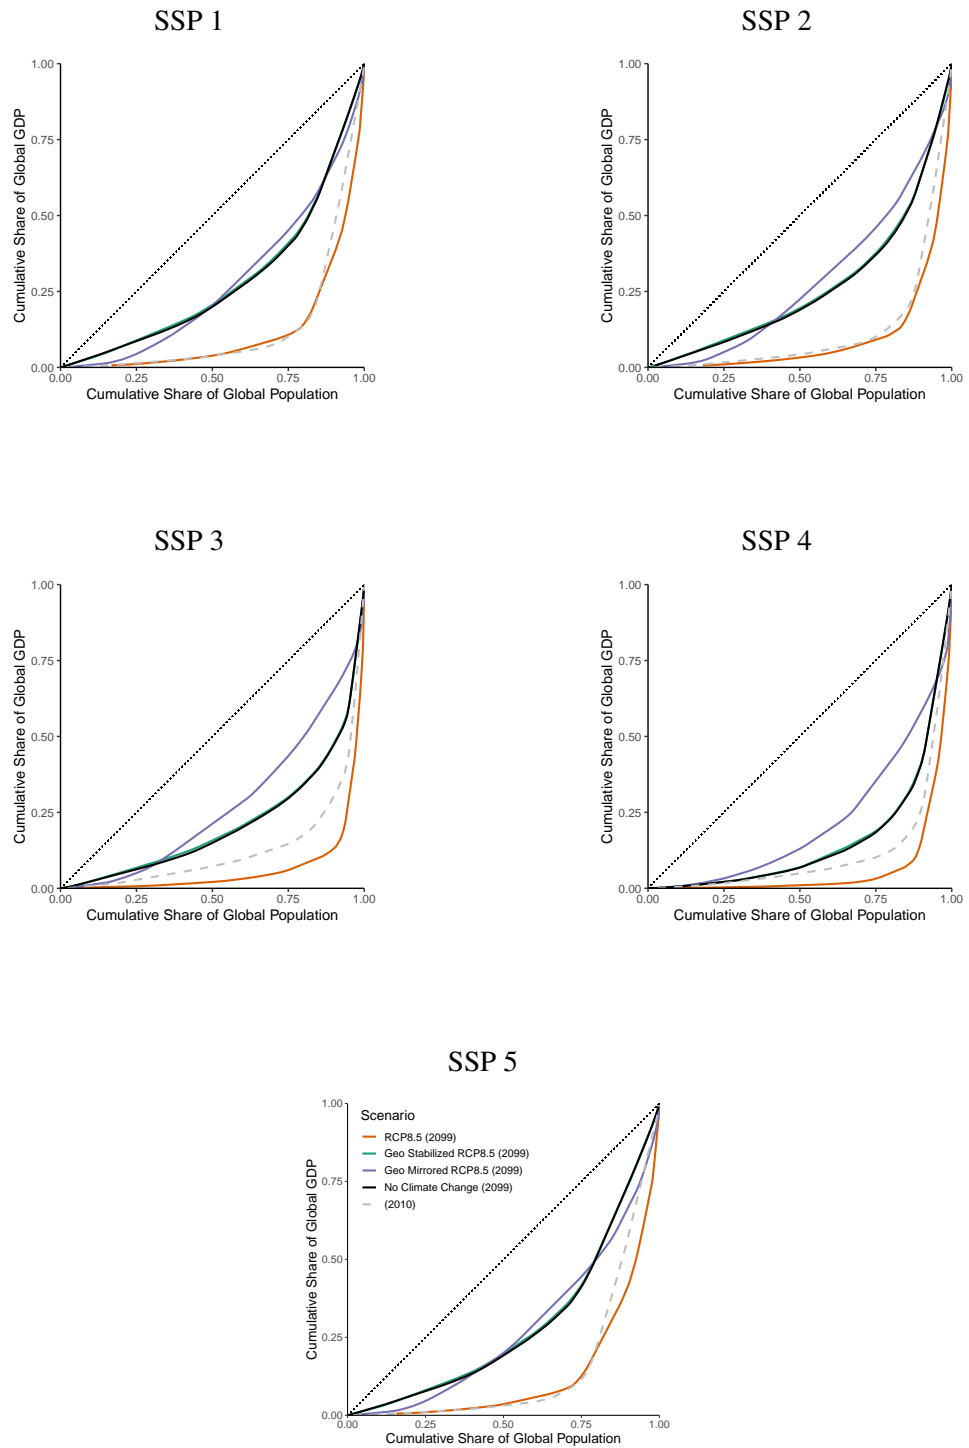 SSP 1
1.00
0.75
0.50
0.25
0.00
Cumulative Share of Global GDP
0.00 0.25 0.50 0.75 1.00
Cumulative Share of Global Population
SSP 2
1.00
0.75
0.50
0.25
0.00
Cumulative Share of Global GDP
0.00 0.25 0.50 0.75 1.00
Cumulative Share of Global Population
SSP 3
1.00
0.75
0.50
0.25
0.00
Cumulative Share of Global GDP
0.00 0.25 0.50 0.75 1.00
Cumulative Share of Global Population
SSP 4
1.00
0.75
0.50
0.25
0.00
Cumulative Share of Global GDP
0.00 0.25 0.50 0.75 1.00
Cumulative Share of Global Population
SSP 5
1.00
0.75
0.50
0.25
0.00
Cumulative Share of Global GDP
Scenario
RCP8.5 (2099)
Geo Stabilized RCP8.5 (2099)
Geo Mirrored RCP8.5 (2099)
No Climate Change (2099)
(2010)
0.00 0.25 0.50 0.75 1.00
Cumulative Share of Global Population